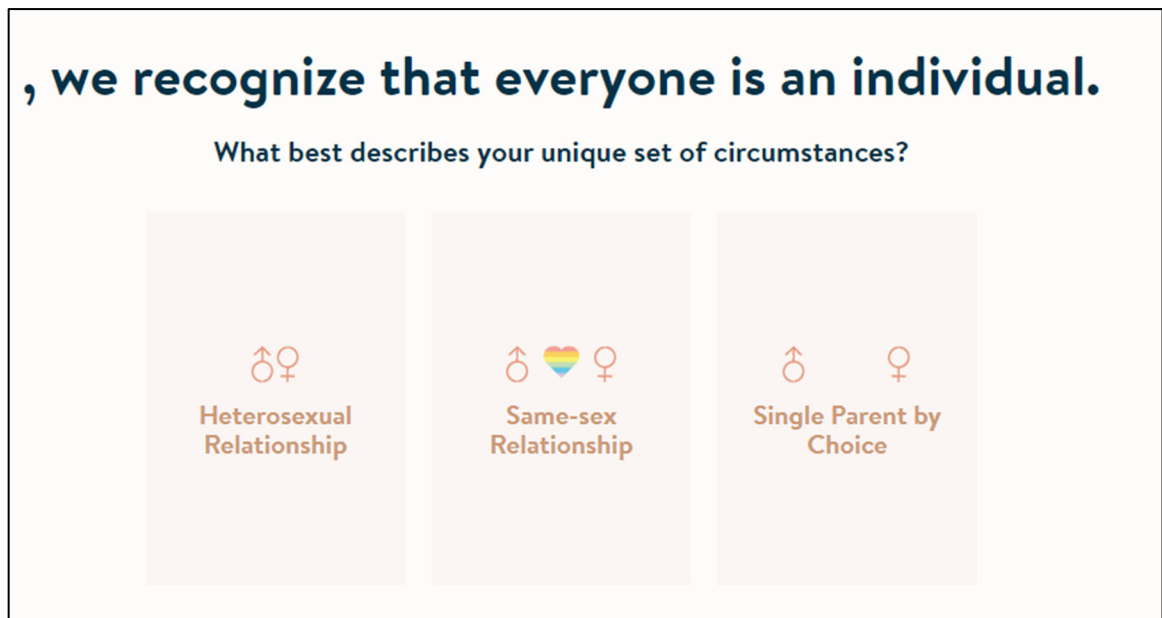 , we recognize that everyone is an individual.
What best describes your unique set of circumstances?
Heterosexual
Relationship
Same-sex
Relationship
Single Parent by
Choice